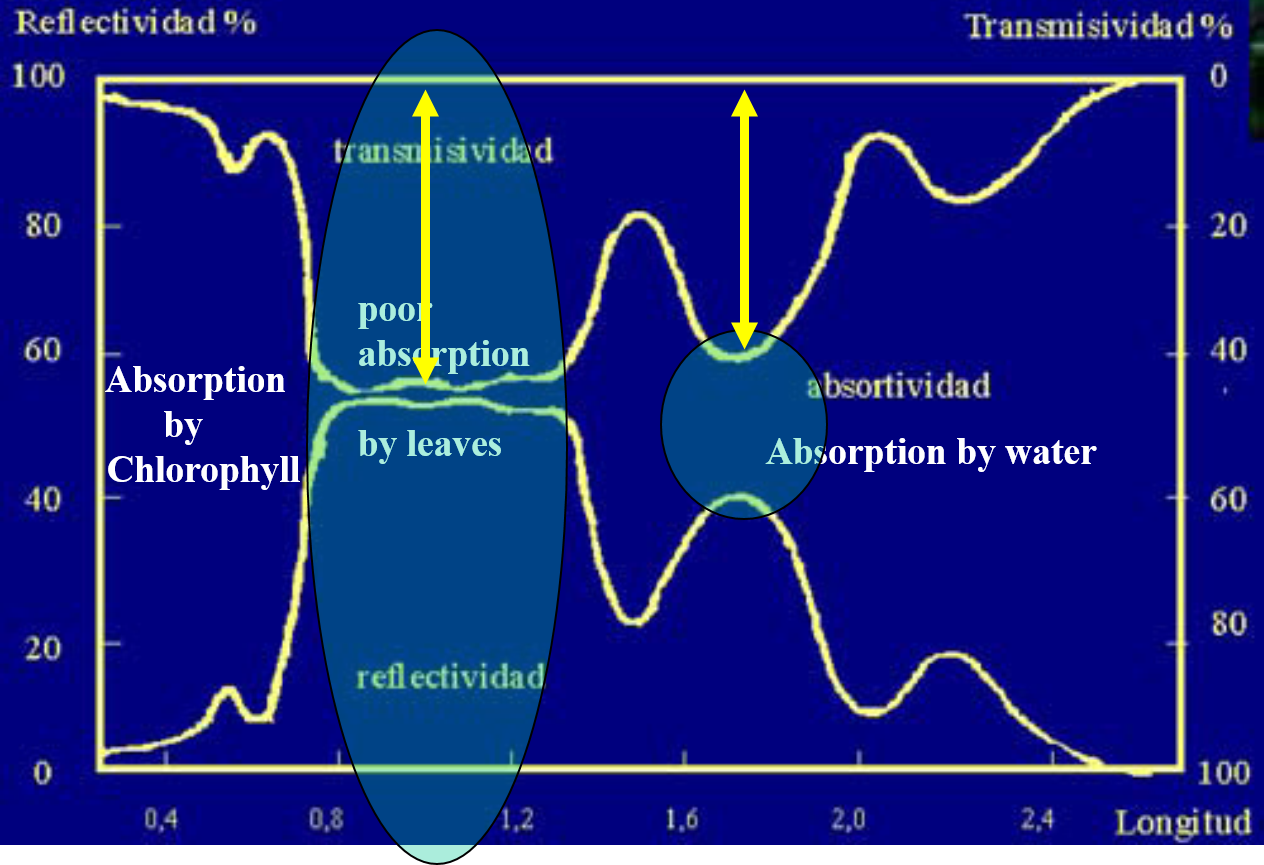 Reflectividad %
Transmisividad %
100
0
transmisividad
80
20
poor
absorption
60
40
Absorption
by
Chlorophyll
absortividad
by leaves
Absorption by water
40
60
20
80
reflectividad
0
100
0,4
0,8
1,2
1,6
2,0
2,4
Longitud